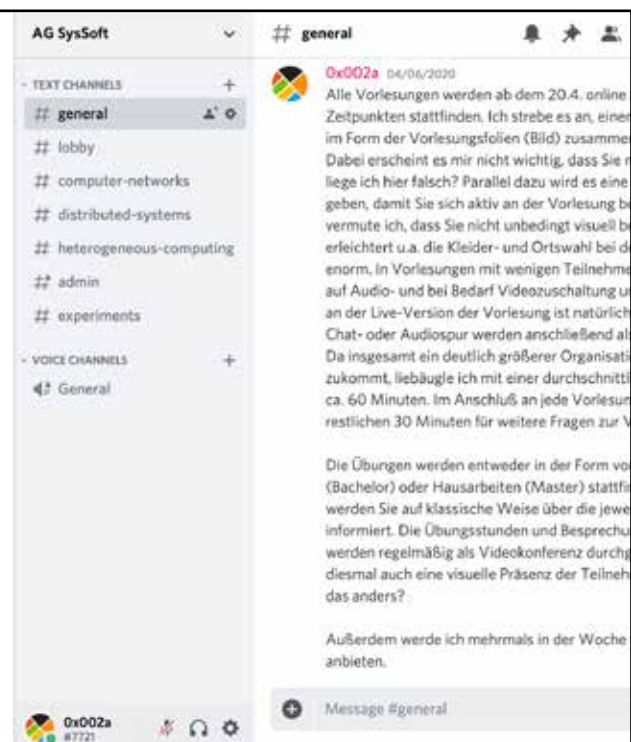 AG SysSoft
TEXT CHANNELS
# general
# lobby
# computer-networks
# distributed-systems
# heterogeneous-computing
# admin
# experiments
VOICE CHANNELS
General
0x002a
#7721
# general
0x002a 04/06/2020
Alle Vorlesungen werden ab dem 20.4. online
Zeitpunkten stattfinden. Ich strebe es an, einer
im Form der Vorlesungsfolien (Bild) zusamme
Dabei erscheint es mir nicht wichtig, dass Sie
liege ich hier falsch? Parallel dazu wird es eine
geben, damit Sie sich aktiv an der Vorlesung be
vermute ich, dass Sie nicht unbedingt visuell be
erleichtert u.a. die Kleider- und Ortswahl bei de
enorm. In Vorlesungen mit wenigen Teilnehme
auf Audio- und bei Bedarf Videozuschaltung u
an der Live-Version der Vorlesung ist natürlich
Chat- oder Audiospur werden anschließend als
Da insgesamt ein deutlich größerer Organisati
zukommt, liebäugle ich mit einer durchschnitti
ca. 60 Minuten. Im Anschluß an jede Vorlesun
restlichen 30 Minuten für weitere Fragen zur V
Die Übungen werden entweder in der Form vo
(Bachelor) oder Hausarbeiten (Master) stattfin
werden Sie auf klassische Weise über die jewe
informiert. Die Übungsstunden und Besprechu
werden regelmäßig als Videokonferenz durchg
diesmal auch eine visuelle Präsenz der Teilneh
das anders?
Außerdem werde ich mehrmals in der Woche
anbieten.
Message #general